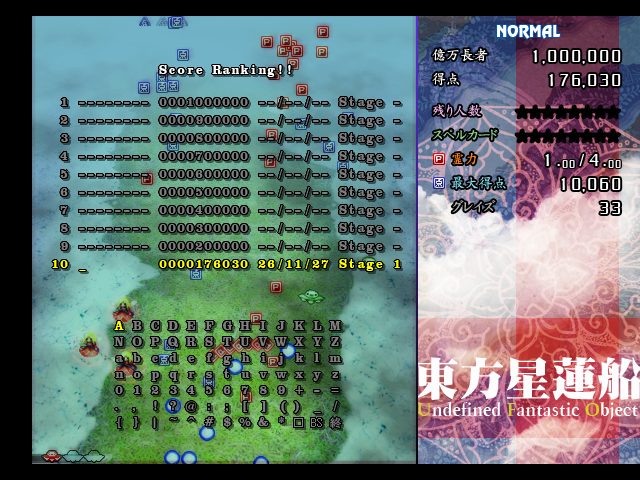 Score Ranking!!
1 -------- 0001000000 --/--/-- Stage -
2 -------- 0000900000 --/--/-- Stage -
3 -------- 0000800000 --/--/-- Stage -
4 -------- 0000700000 --/--/-- Stage -
5 -------- 0000600000 --/--/-- Stage -
6 -------- 0000500000 --/--/-- Stage -
7 -------- 0000400000 --/--/-- Stage -
8 -------- 0000300000 --/--/-- Stage -
9 -------- 0000200000 --/--/-- Stage -
10 _ 0000176030 26/11/27 Stage 1
A B C D E F G H I J K L M
N O P Q R S T U V W X Y Z
a b c d e f g h i j k l m
n o p q r s t u v w x y z
0 1 2 3 4 5 6 7 8 9 + - =
. , ! ? @ : ; [ ] ( ) _ /
{ } | ~ ^ # $ % & * □ BS 終
NORMAL
億万長者 1,000,000
得点 176,030
残り人数 ★★★★★★★★
スペルカード ★★★★★★★★
P 霊力 1.00/4.00
点 最大得点 10,060
グレイズ 33
東方星蓮船
Undefined Fantastic Object